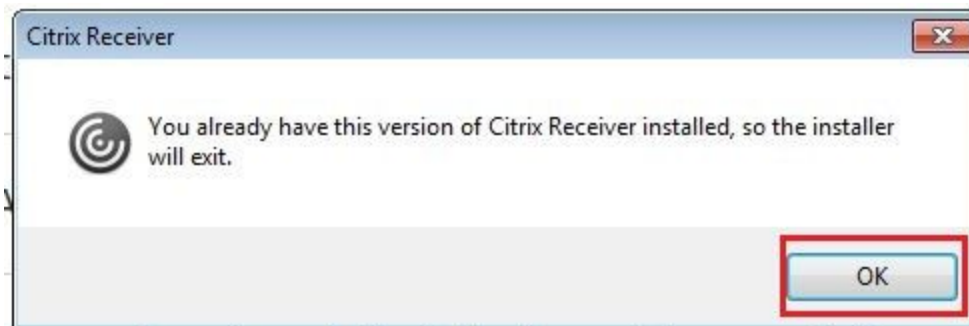 Citrix Receiver
You already have this version of Citrix Receiver installed, so the installer
will exit.
OK